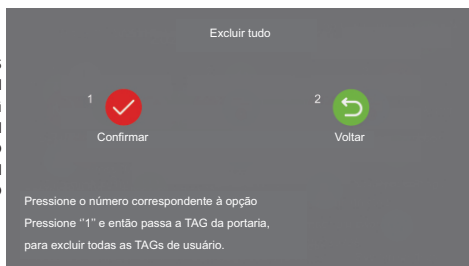 Excluir tudo
1
2
Confirmar
Voltar
Pressione o número correspondente à opção
Pressione ‘’1’’ e então passa a TAG da portaria,
para excluir todas as TAGs de usuário.